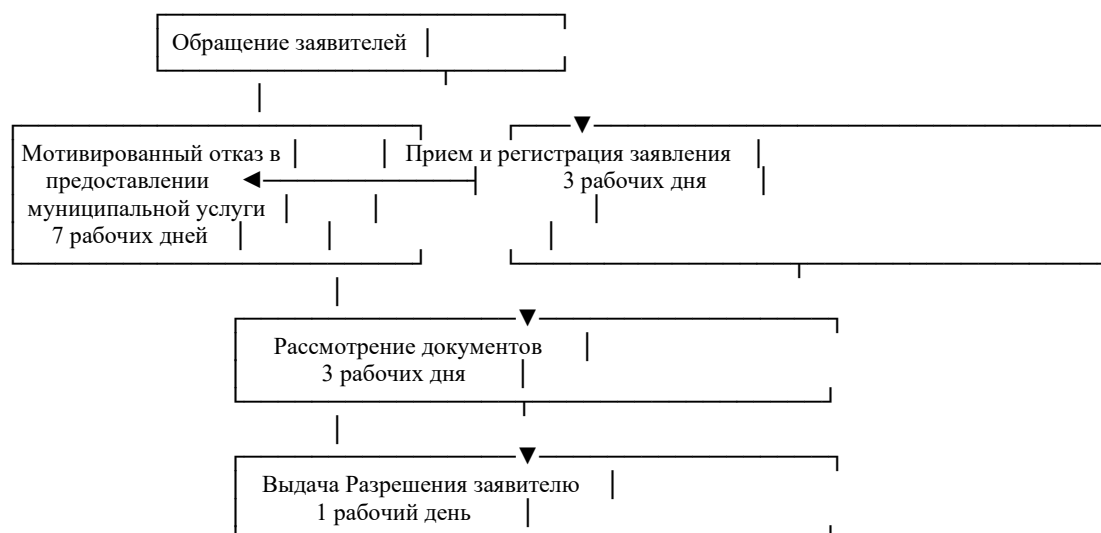 Обращение заявителей
Мотивированный отказ в
предоставлении
муниципальной услуги
7 рабочих дней
Прием и регистрация заявления
3 рабочих дня
Рассмотрение документов
3 рабочих дня
Выдача Разрешения заявителю
1 рабочий день